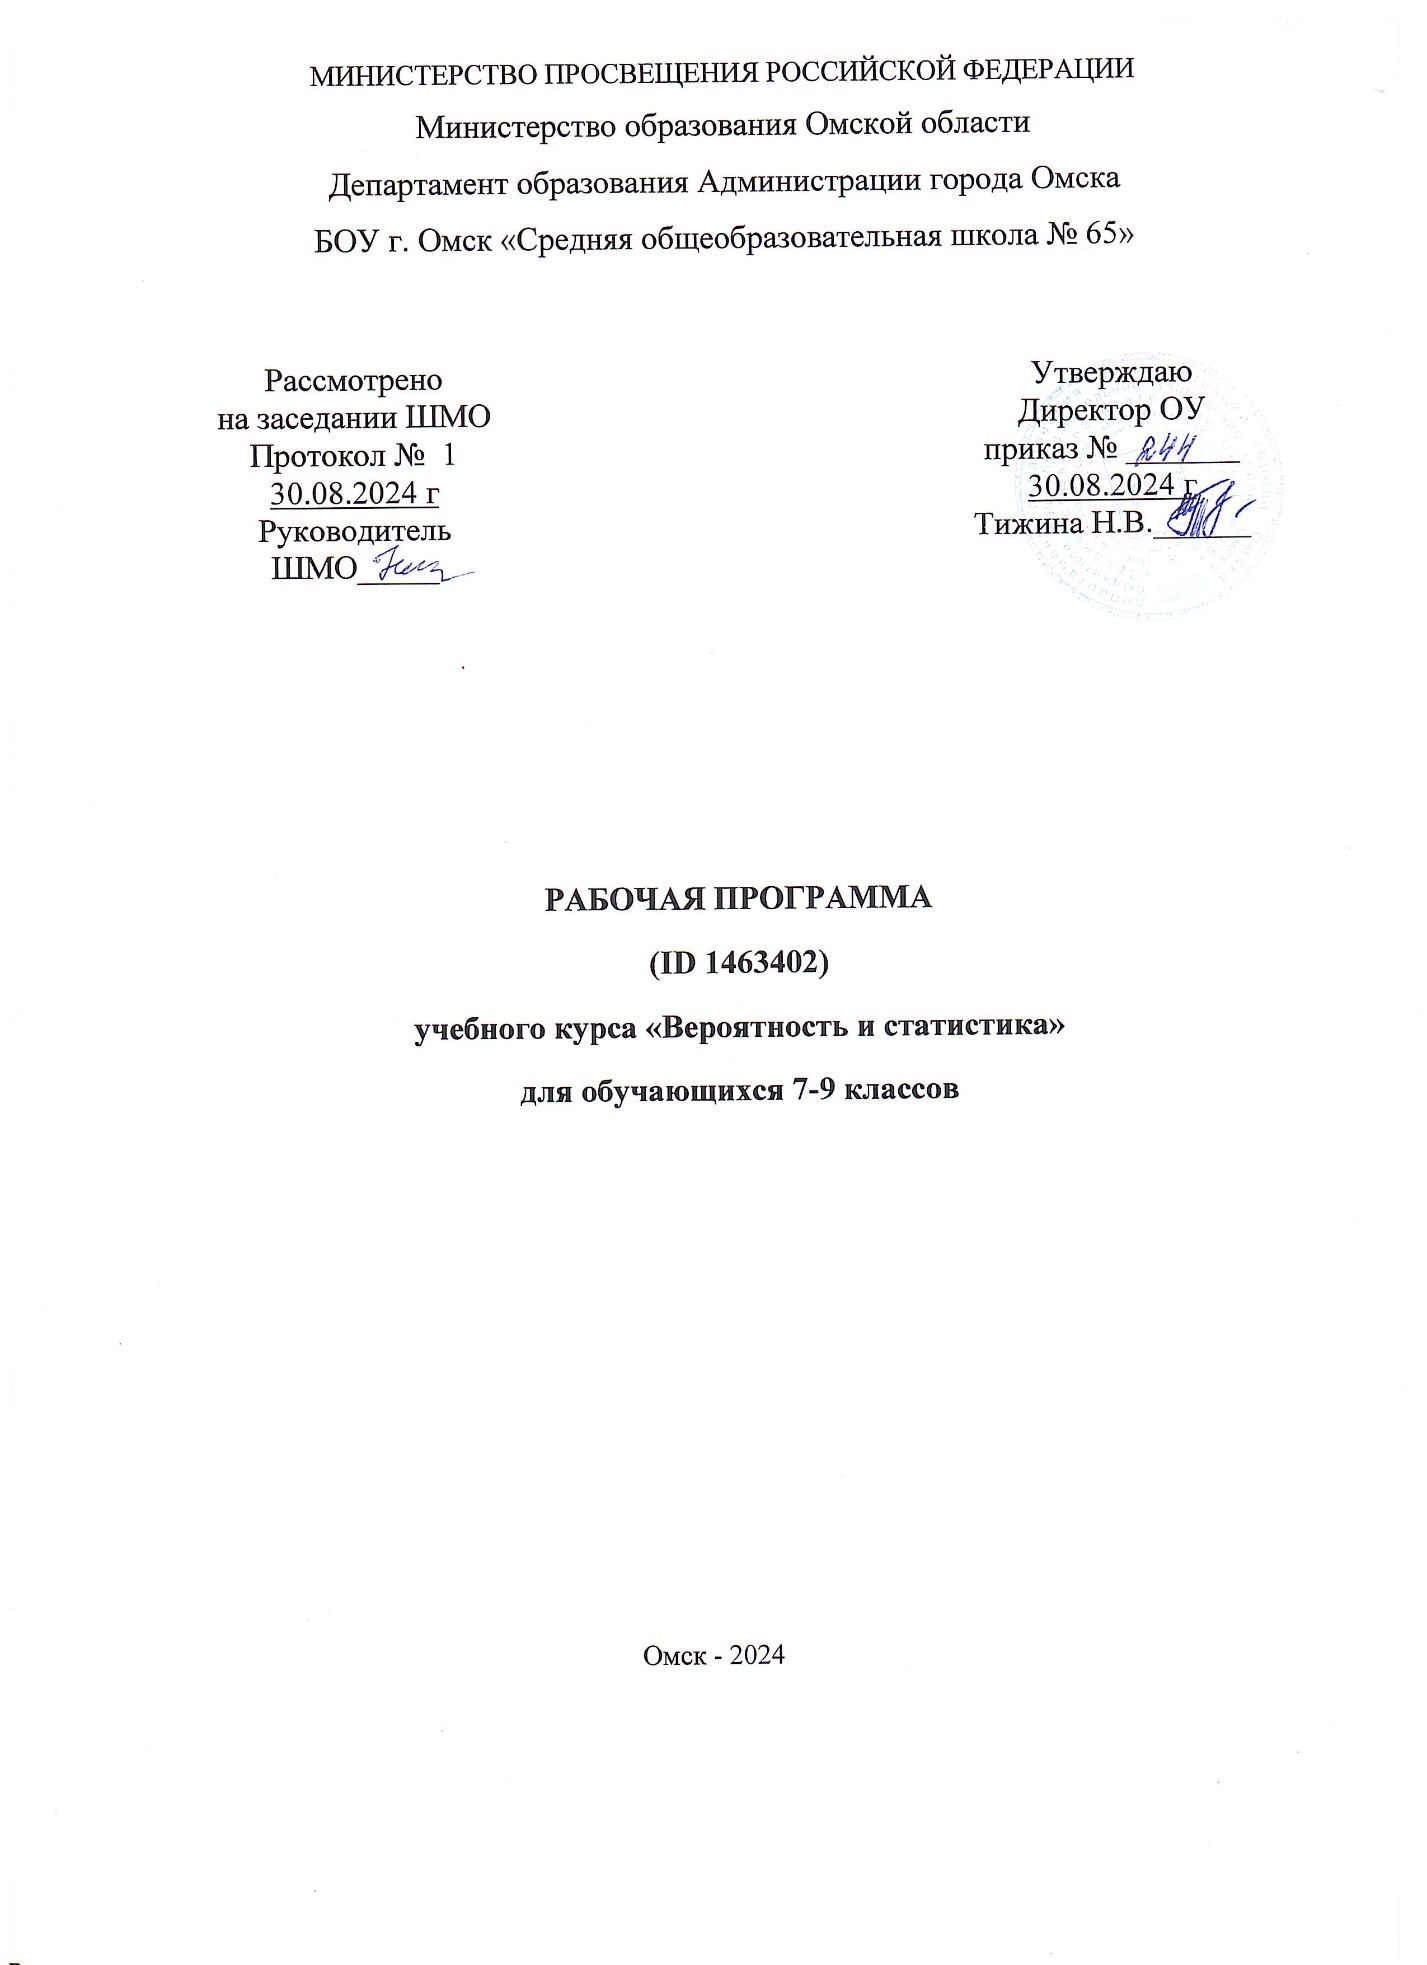 МИНИСТЕРСТВО ПРОСВЕЩЕНИЯ РОССИЙСКОЙ ФЕДЕРАЦИИ
Министерство образования Омской области
Департамент образования Администрации города Омска
БОУ г. Омск «Средняя общеобразовательная школа № 65»
Рассмотрено
на заседании ШМО
Протокол № 1
30.08.2024 г
Руководитель
ШМО
Утверждаю
Директор ОУ
приказ № 244
30.08.2024 г
Тижина Н.В.
РАБОЧАЯ ПРОГРАММА
(ID 1463402)
учебного курса «Вероятность и статистика»
для обучающихся 7-9 классов
Омск - 2024